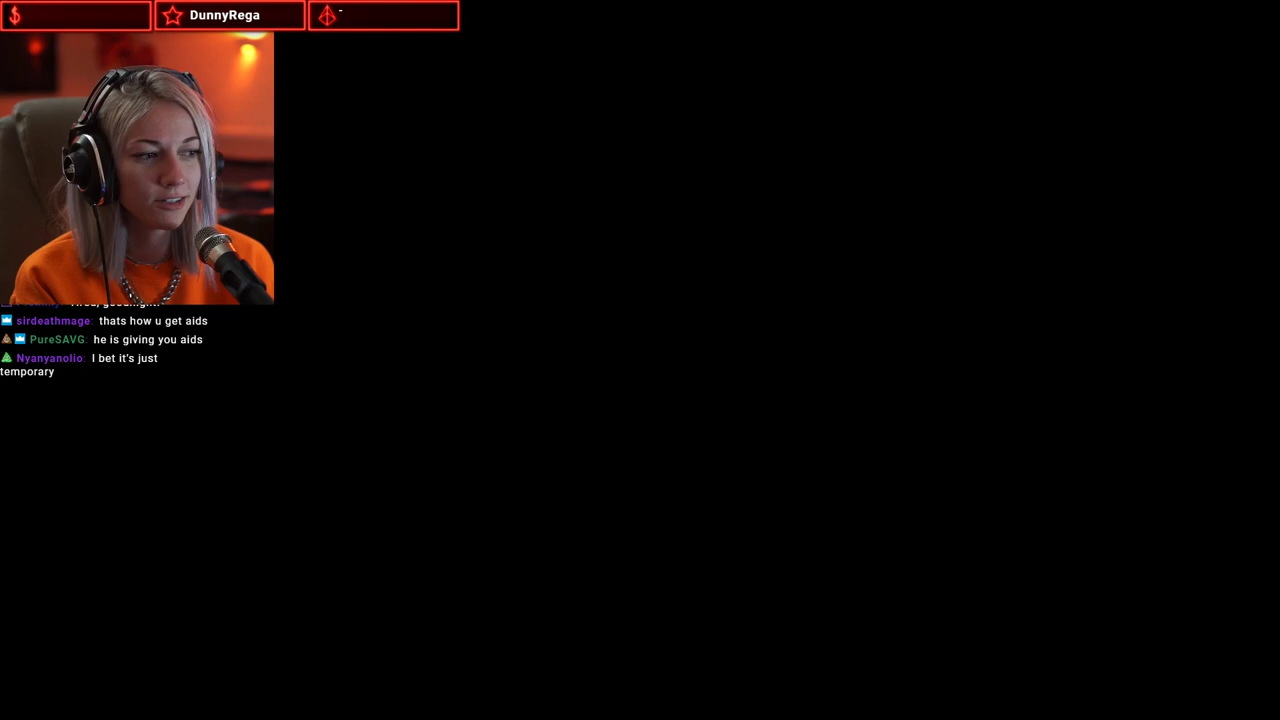 $
DunnyRega
-
sirdeathmage: thats how u get aids
PureSAVG: he is giving you aids
Nyanyanolio: I bet it's just
temporary